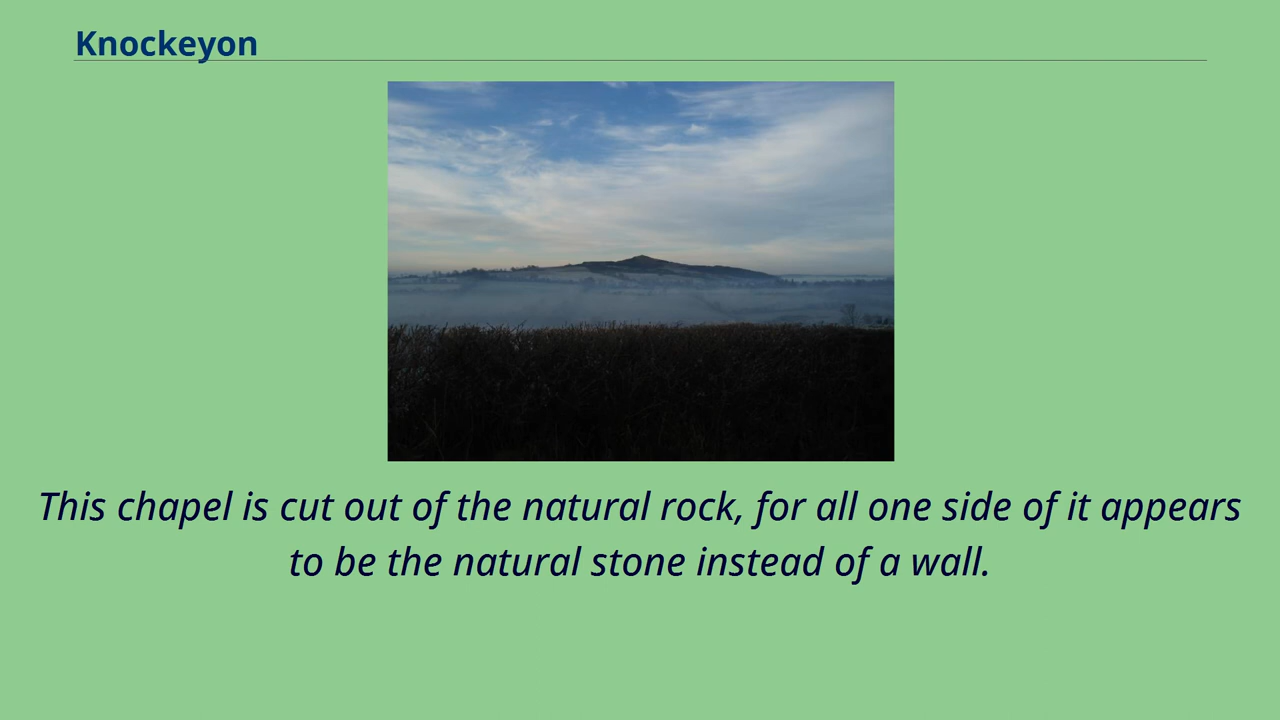 Knockeyon
This chapel is cut out of the natural rock, for all one side of it appears
to be the natural stone instead of a wall.